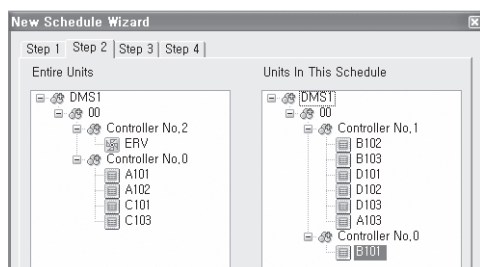 New Schedule Wizard
Step 1 Step 2 Step 3 Step 4
Entire Units
DMS1
00
Controller No,2
ERV
Controller No,0
A101
A102
C101
C103
Units In This Schedule
DMS1
00
Controller No,1
B102
B103
D101
D102
D103
A103
Controller No,0
B101